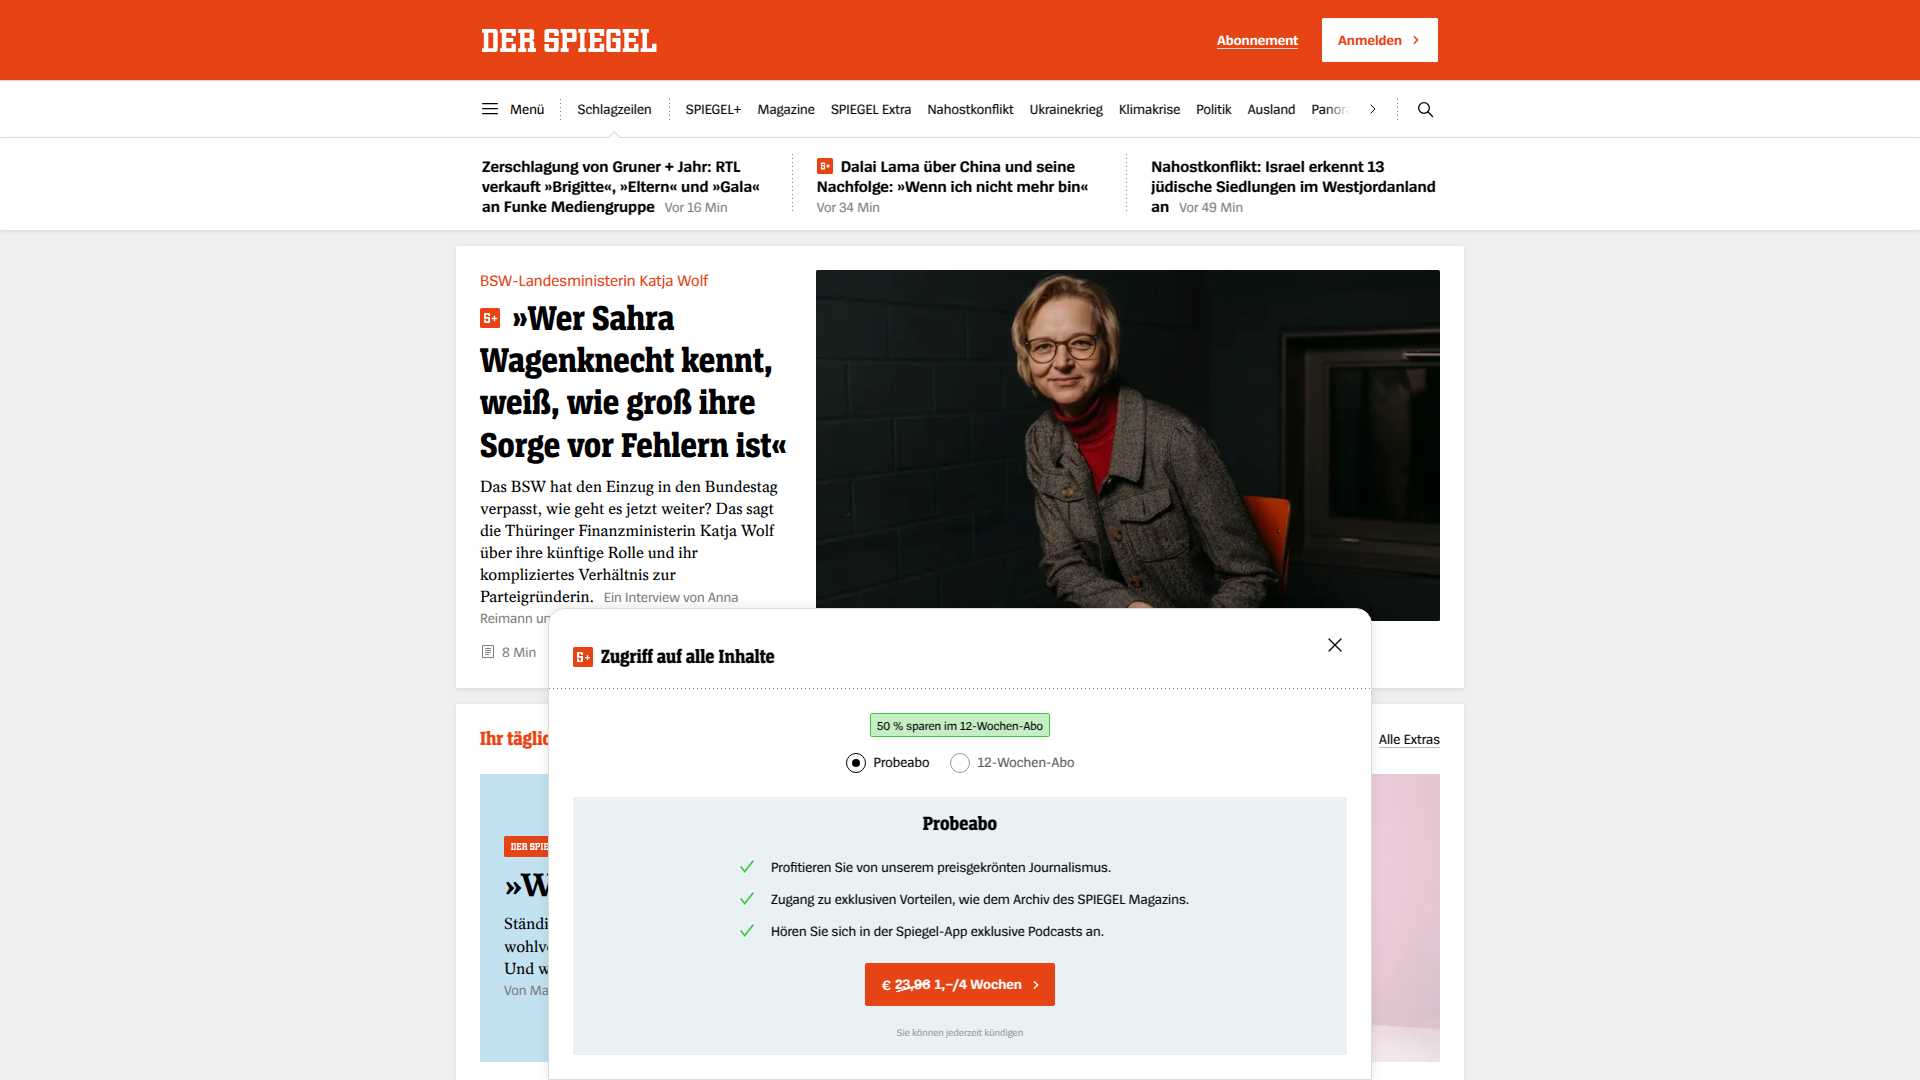 DER SPIEGEL
Abonnement
Anmelden
Menü
Schlagzeilen
SPIEGEL+
Magazine
SPIEGEL Extra
Nahostkonflikt
Ukrainekrieg
Klimakrise
Politik
Ausland
Panor
Zerschlagung von Gruner + Jahr: RTL
verkauft »Brigitte«, »Eltern« und »Gala«
an Funke Mediengruppe Vor 16 Min
S+ Dalai Lama über China und seine
Nachfolge: »Wenn ich nicht mehr bin«
Vor 34 Min
Nahostkonflikt: Israel erkennt 13
jüdische Siedlungen im Westjordanland
an Vor 49 Min
BSW-Landesministerin Katja Wolf
S+ »Wer Sahra
Wagenknecht kennt,
weiß, wie groß ihre
Sorge vor Fehlern ist«
Das BSW hat den Einzug in den Bundestag
verpasst, wie geht es jetzt weiter? Das sagt
die Thüringer Finanzministerin Katja Wolf
über ihre künftige Rolle und ihr
kompliziertes Verhältnis zur
Parteigründerin. Ein Interview von Anna
Reimann un
8 Min
S+ Zugriff auf alle Inhalte
50 % sparen im 12-Wochen-Abo
Probeabo
12-Wochen-Abo
Probeabo
Profitieren Sie von unserem preisgekrönten Journalismus.
Zugang zu exklusiven Vorteilen, wie dem Archiv des SPIEGEL Magazins.
Hören Sie sich in der Spiegel-App exklusive Podcasts an.
€ 23,96 1,–/4 Wochen
Sie können jederzeit kündigen
Ihr täglic
Alle Extras
DER SPIE
»W
Ständi
wohlv
Und w
Von Ma